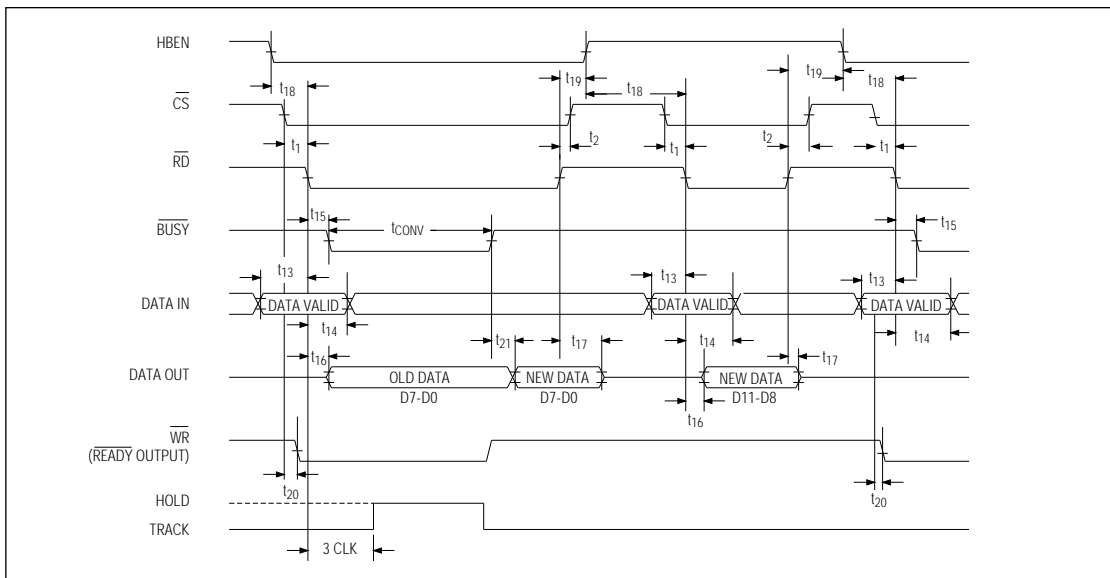 HBEN
t19 t19 t18
t18 t18
CS
t1 t2 t1 t2 t1
RD
t15 tCONV t15
BUSY
t13 t13 t13
DATA IN DATA VALID DATA VALID DATA VALID
t14 t21 t17 t14 t14
t16 t17
DATA OUT OLD DATA NEW DATA NEW DATA
D7-D0 D7-D0 D11-D8
t16
WR
(READY OUTPUT)
t20 t20
HOLD
TRACK
3 CLK